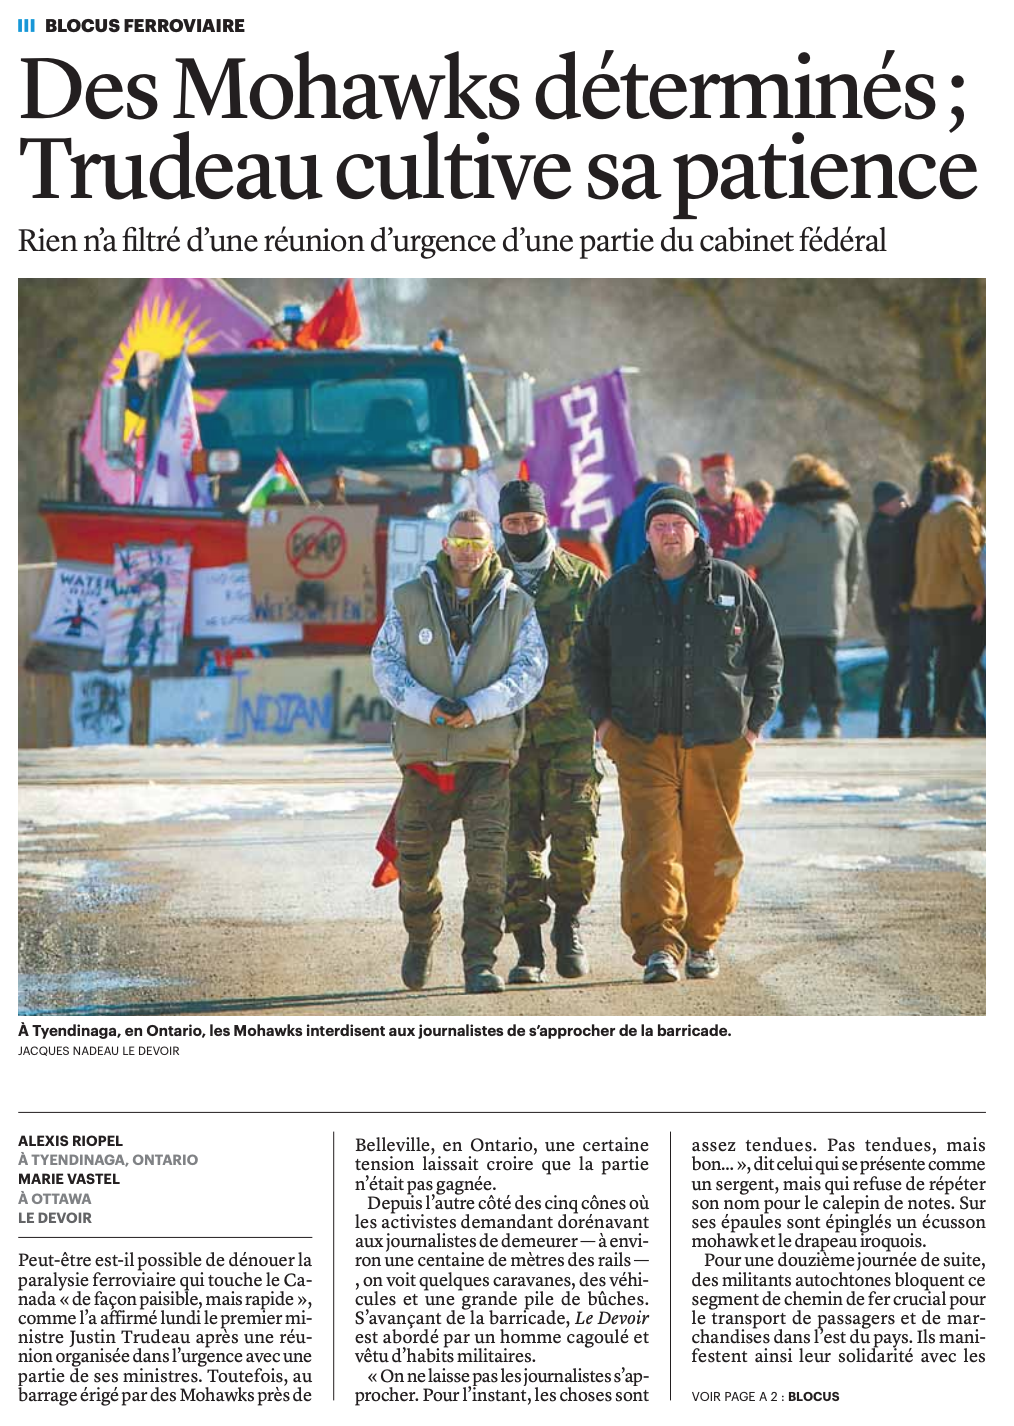 BLOCUS FERROVIAIRE
Des Mohawks déterminés ;
Trudeau cultive sa patience
Rien n'a filtré d'une réunion d'urgence d'une partie du cabinet fédéral
WATER
INDIAN
À Tyendinaga, en Ontario, les Mohawks interdisent aux journalistes de s'approcher de la barricade.
JACQUES NADEAU LE DEVOIR
ALEXIS RIOPEL
À TYENDINAGA, ONTARIO
MARIE VASTEL
À OTTAWA
LE DEVOIR
Peut-être est-il possible de dénouer la
paralysie ferroviaire qui touche le Ca-
nada « de façon paisible, mais rapide »,
comme l'a affirmé lundi le premier mi-
nistre Justin Trudeau après une réu-
nion organisée dans l'urgence avec une
partie de ses ministres. Toutefois, au
barrage érigé par des Mohawks près de
Belleville, en Ontario, une certaine
tension laissait croire que la partie
n'était pas gagnée.
Depuis l'autre côté des cinq cônes où
les activistes demandant dorénavant
aux journalistes de demeurer — à envi-
ron une centaine de mètres des rails —
, on voit quelques caravanes, des véhi-
cules et une grande pile de bûches.
S'avançant de la barricade, Le Devoir
est abordé par un homme cagoulé et
vêtu d'habits militaires.
« On ne laisse pas les journalistes s'ap-
procher. Pour l'instant, les choses sont
assez tendues. Pas tendues, mais
bon... », dit celui qui se présente comme
un sergent, mais qui refuse de répéter
son nom pour le calepin de notes. Sur
ses épaules sont épinglés un écusson
mohawk et le drapeau iroquois.
Pour une douzième journée de suite,
des militants autochtones bloquent ce
segment de chemin de fer crucial pour
le transport de passagers et de mar-
chandises dans l'est du pays. Ils mani-
festent ainsi leur solidarité avec les
VOIR PAGE A 2 : BLOCUS